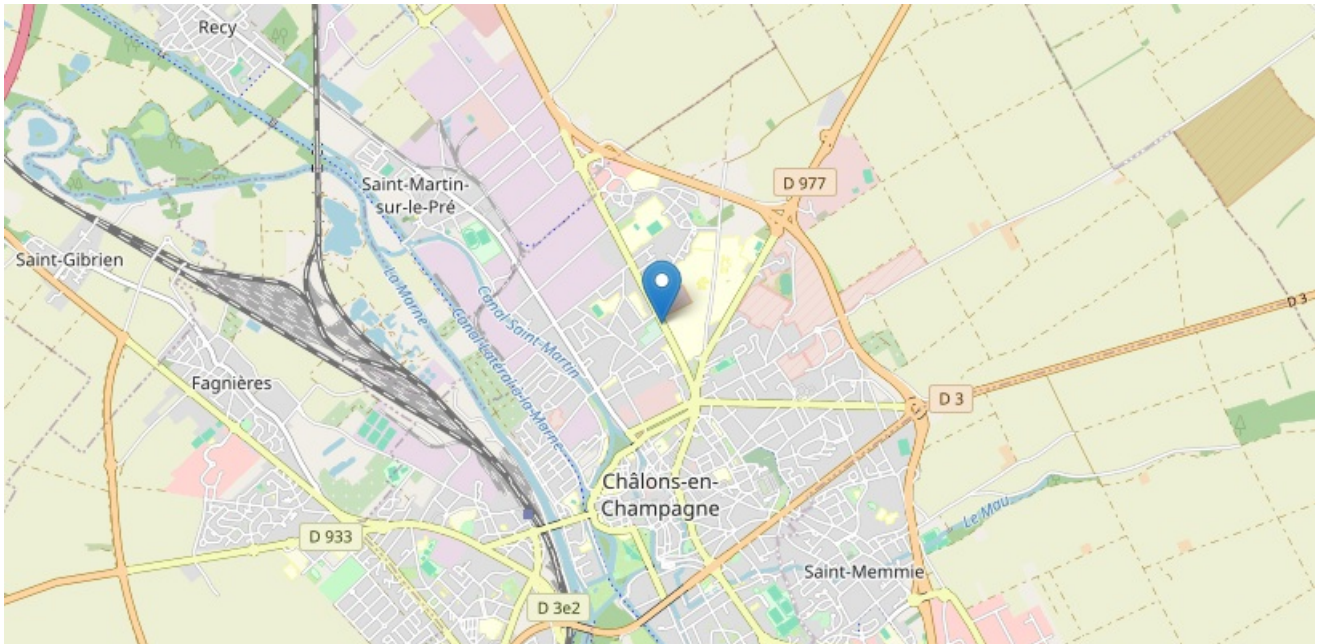 Recy
D 977
Saint-Martin-
sur-le-Pré
Saint-Gibrien
La Marne
Canal Saint-Martin
Canal Latéral à la Marne
D 3
Fagnières
D 3
Châlons-en-
Champagne
Le Mau
D 933
Saint-Memmie
D 3e2